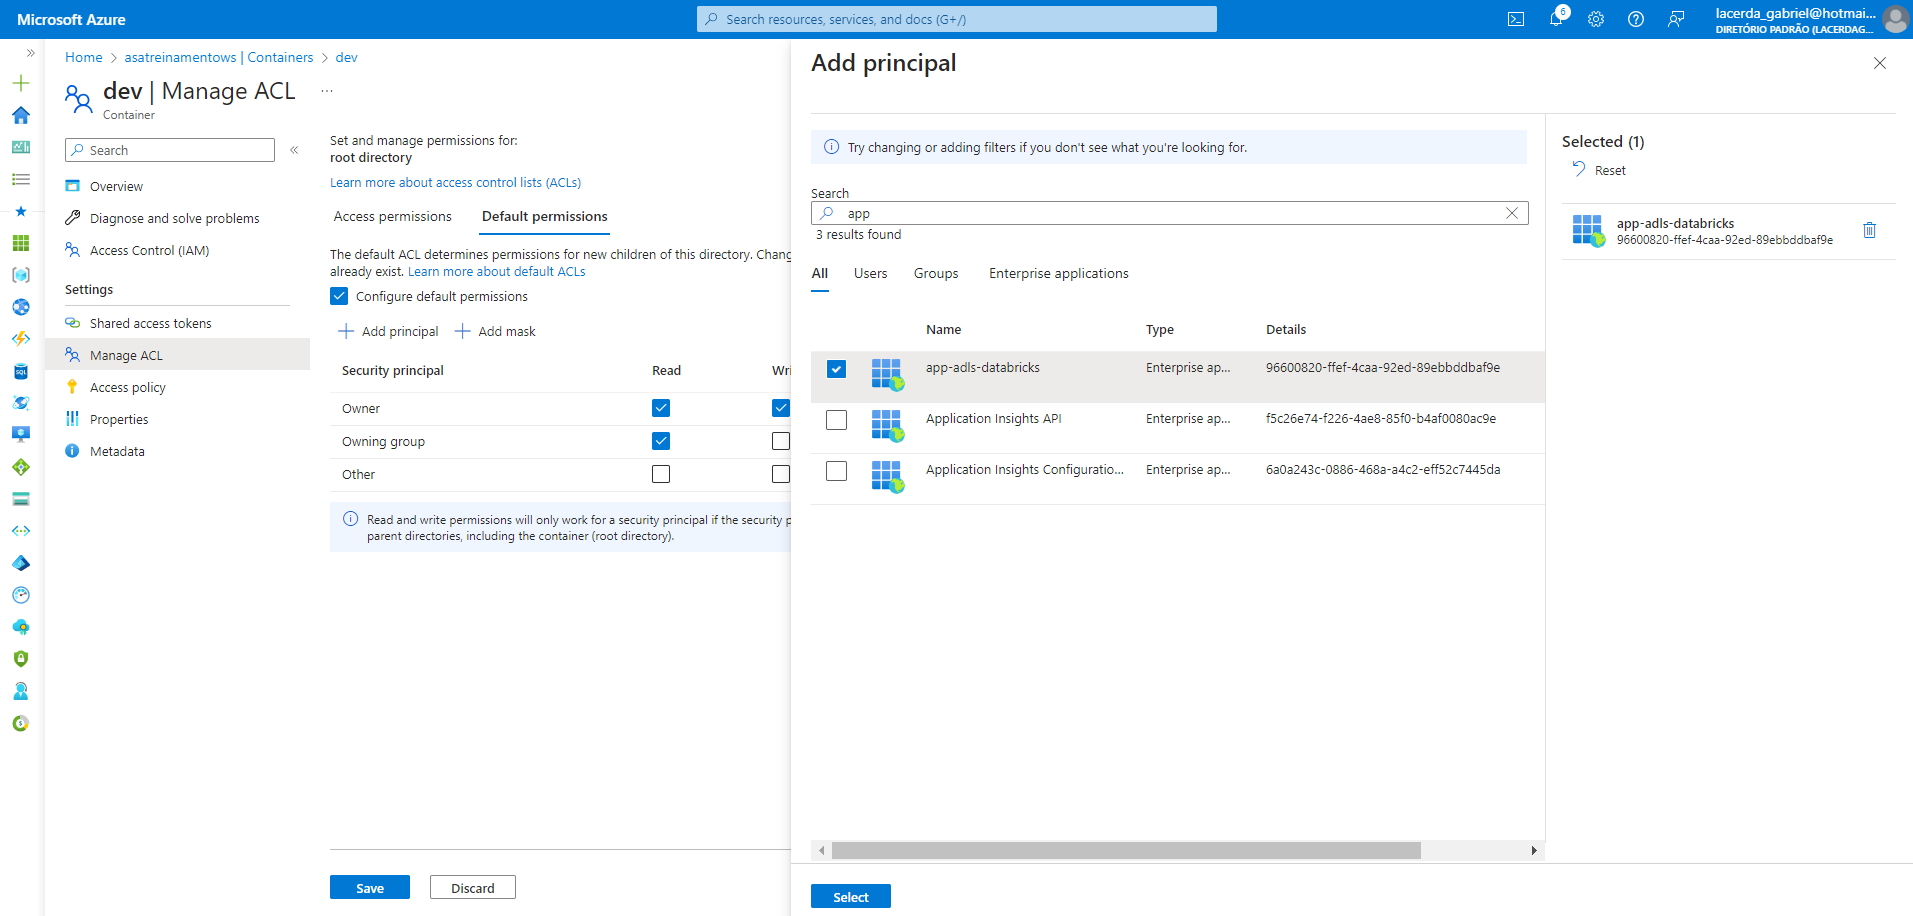 Microsoft Azure
Search resources, services, and docs (G+/)
6
lacerda_gabriel@hotmai...
DIRETÓRIO PADRÃO (LACERDAG...
Home > asatreinamentows | Containers > dev
dev | Manage ACL ...
Container
Search
«
Overview
Diagnose and solve problems
Access Control (IAM)
Settings
Shared access tokens
Manage ACL
Access policy
Properties
Metadata
Set and manage permissions for:
root directory
Learn more about access control lists (ACLs)
Access permissions
Default permissions
The default ACL determines permissions for new children of this directory. Chang
already exist. Learn more about default ACLs
Configure default permissions
Add principal
Add mask
Security principal
Read
Wri
Owner
Owning group
Other
Read and write permissions will only work for a security principal if the security p
parent directories, including the container (root directory).
Save
Discard
Add principal
Try changing or adding filters if you don't see what you're looking for.
Search
app
3 results found
All
Users
Groups
Enterprise applications
Name
Type
Details
app-adls-databricks
Enterprise ap...
96600820-ffef-4caa-92ed-89ebbddbaf9e
Application Insights API
Enterprise ap...
f5c26e74-f226-4ae8-85f0-b4af0080ac9e
Application Insights Configuratio...
Enterprise ap...
6a0a243c-0886-468a-a4c2-eff52c7445da
Select
Selected (1)
Reset
app-adls-databricks
96600820-ffef-4caa-92ed-89ebbddbaf9e